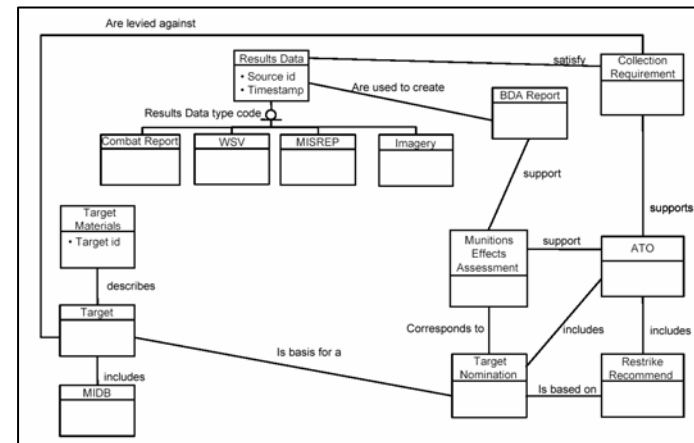 Are levied against
Results Data
• Source id
• Timestamp
satisfy
Collection
Requirement
Are used to create
BDA Report
Results Data type code
Combat Report
WSV
MISREP
Imagery
support
supports
Target
Materials
• Target id
Munitions
Effects
Assessment
support
ATO
describes
Target
Corresponds to
includes
includes
Is basis for a
includes
MIDB
Target
Nomination
Is based on
Restrike
Recommend